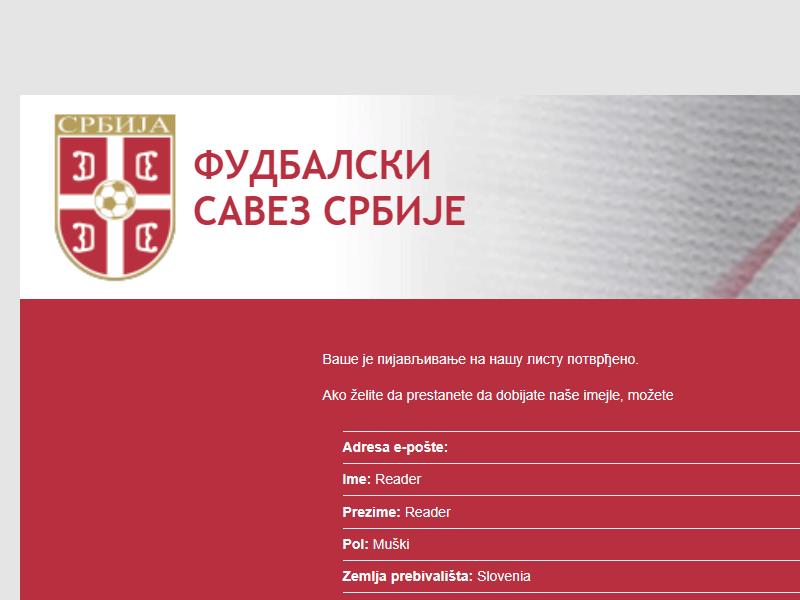 СРБИЈА
ФУДБАЛСКИ
САВЕЗ СРБИЈЕ
Ваше је пијављивање на нашу листу потврђено.
Ako želite da prestanete da dobijate naše imejle, možete
Adresa e-pošte:
Ime: Reader
Prezime: Reader
Pol: Muški
Zemlja prebivališta: Slovenia